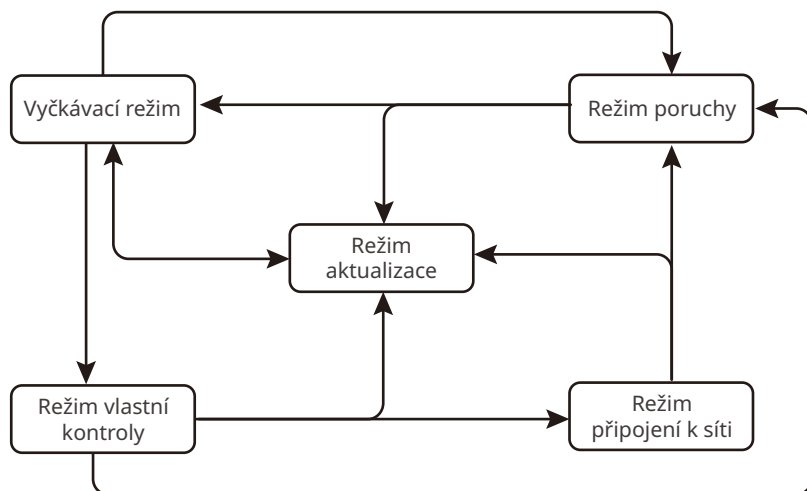 Vyčkávací režim
Režim poruchy
Režim
aktualizace
Režim vlastní
kontroly
Režim
připojení k síti